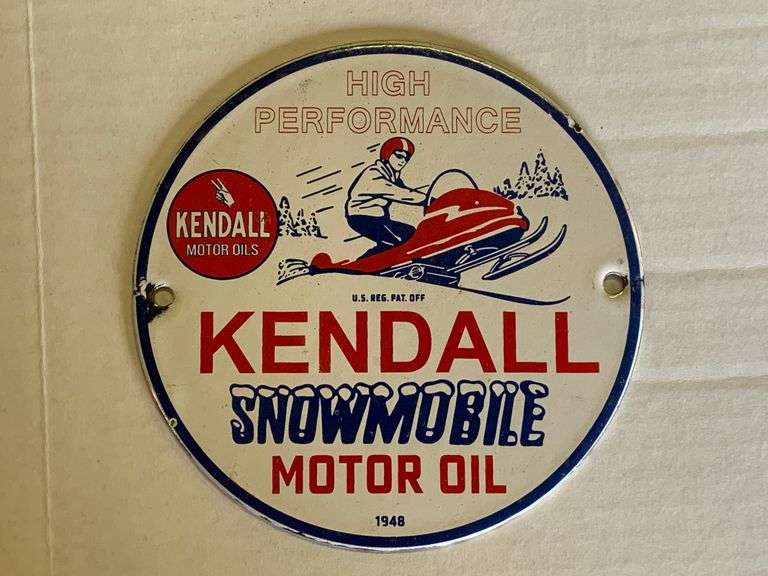 HIGH
PERFORMANCE
KENDALL
MOTOR OILS
U.S. REG. PAT. OFF
KENDALL
SNOWMOBILE
MOTOR OIL
1948